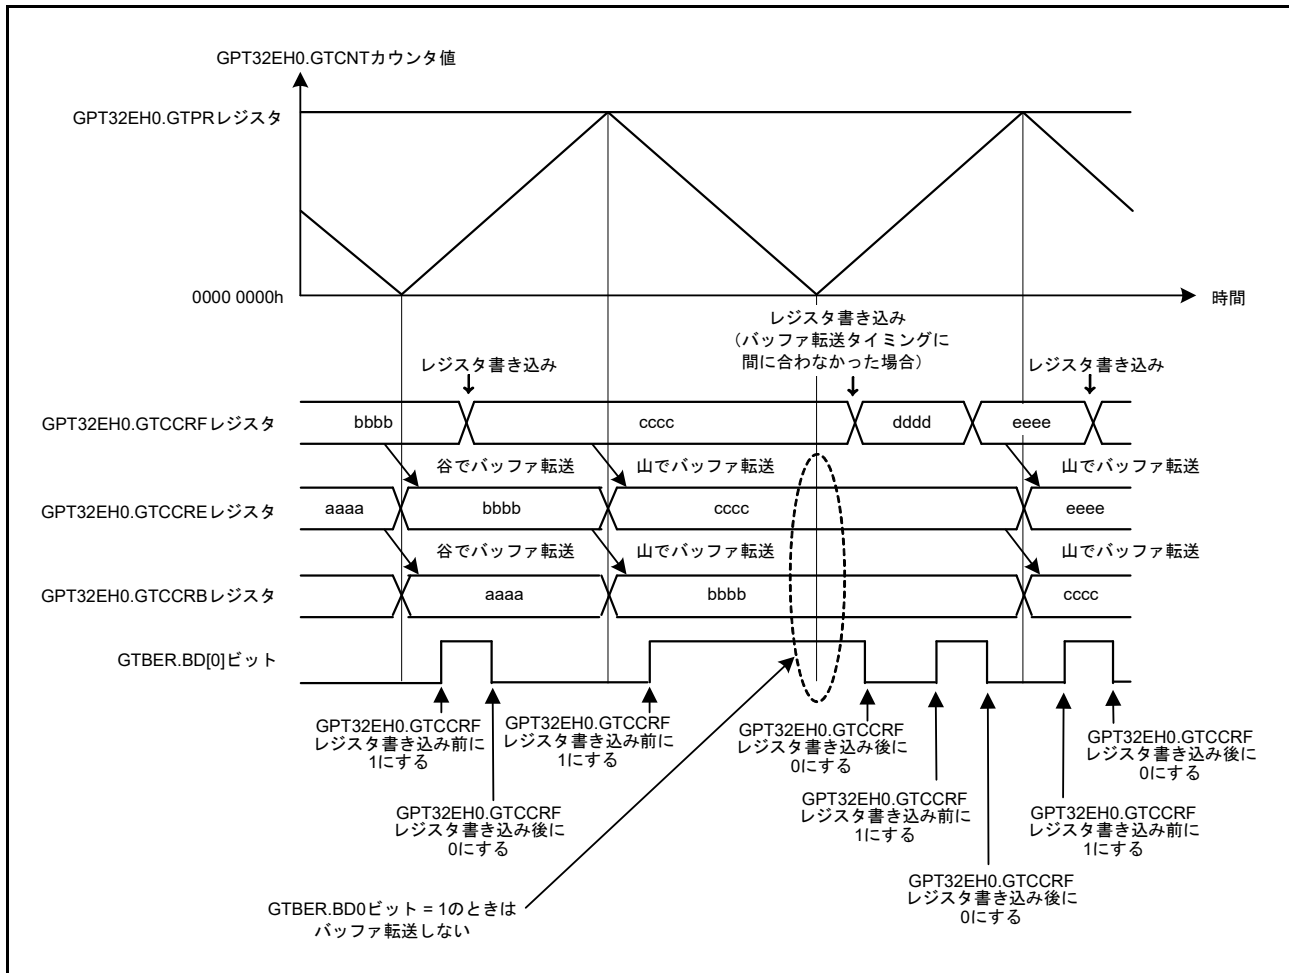 GPT32EH0.GTCNTカウンタ値
GPT32EH0.GTPRレジスタ
0000 0000h
時間
レジスタ書き込み
レジスタ書き込み
（バッファ転送タイミングに
間に合わなかった場合）
レジスタ書き込み
GPT32EH0.GTCCRFレジスタ
bbbb
cccc
dddd
eeee
谷でバッファ転送
山でバッファ転送
山でバッファ転送
GPT32EH0.GTCCREレジスタ
aaaa
bbbb
cccc
eeee
谷でバッファ転送
山でバッファ転送
山でバッファ転送
GPT32EH0.GTCCRBレジスタ
aaaa
bbbb
cccc
GTBER.BD[0]ビット
GPT32EH0.GTCCRF
レジスタ書き込み前に
1にする
GPT32EH0.GTCCRF
レジスタ書き込み後に
0にする
GPT32EH0.GTCCRF
レジスタ書き込み前に
1にする
GPT32EH0.GTCCRF
レジスタ書き込み後に
0にする
GPT32EH0.GTCCRF
レジスタ書き込み前に
1にする
GPT32EH0.GTCCRF
レジスタ書き込み後に
0にする
GPT32EH0.GTCCRF
レジスタ書き込み前に
1にする
GPT32EH0.GTCCRF
レジスタ書き込み後に
0にする
GTBER.BD0ビット = 1のときは
バッファ転送しない